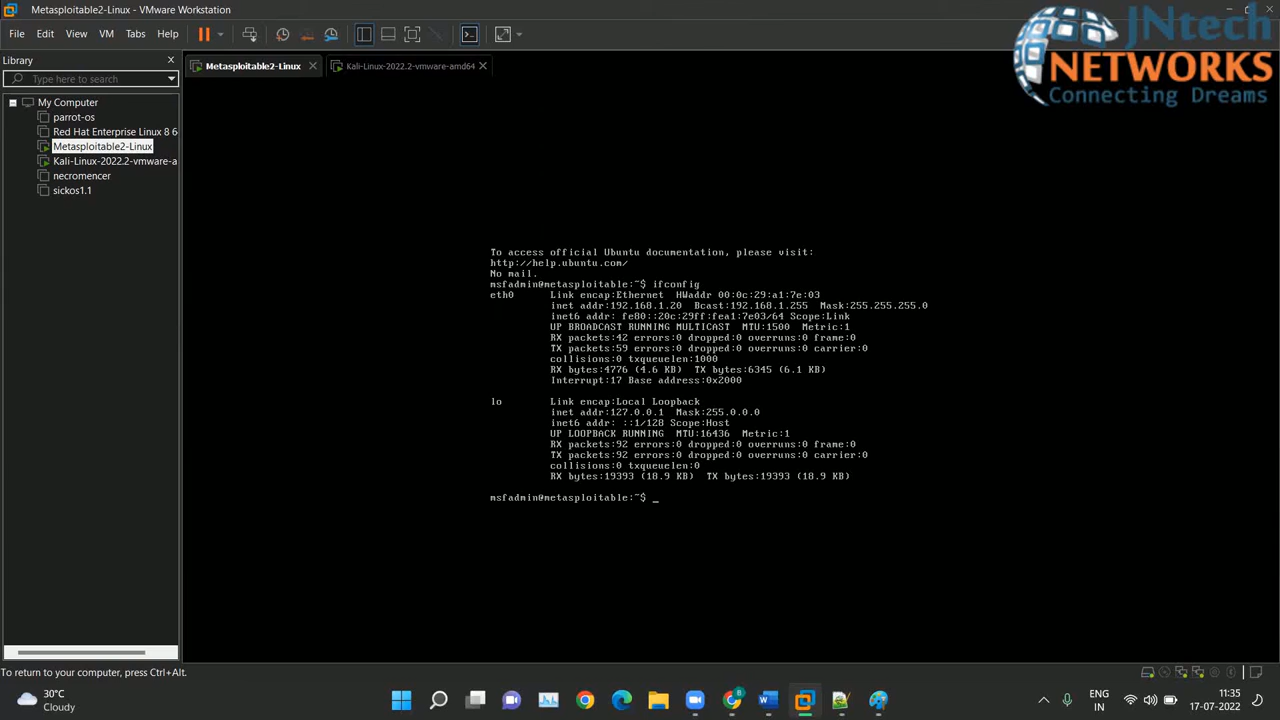 Metasploitable2-Linux - VMware Workstation
File Edit View VM Tabs Help
JNtech
NETWORKS
Connecting Dreams
Library
Type here to search
My Computer
parrot-os
Red Hat Enterprise Linux 8 6
Metasploitable2-Linux
Kali-Linux-2022.2-vmware-a
necromencer
sickos1.1
Metasploitable2-Linux
Kali-Linux-2022.2-vmware-amd64
To access official Ubuntu documentation, please visit:
http://help.ubuntu.com/
No mail.
msfadmin@metasploitable:~$ ifconfig
eth0 Link encap:Ethernet HWaddr 00:0c:29:a1:7e:03
inet addr:192.168.1.20 Bcast:192.168.1.255 Mask:255.255.255.0
inet6 addr: fe80::20c:29ff:fea1:7e03/64 Scope:Link
UP BROADCAST RUNNING MULTICAST MTU:1500 Metric:1
RX packets:42 errors:0 dropped:0 overruns:0 frame:0
TX packets:59 errors:0 dropped:0 overruns:0 carrier:0
collisions:0 txqueuelen:1000
RX bytes:4776 (4.6 KB) TX bytes:6345 (6.1 KB)
Interrupt:17 Base address:0x2000
lo Link encap:Local Loopback
inet addr:127.0.0.1 Mask:255.0.0.0
inet6 addr: ::1/128 Scope:Host
UP LOOPBACK RUNNING MTU:16436 Metric:1
RX packets:92 errors:0 dropped:0 overruns:0 frame:0
TX packets:92 errors:0 dropped:0 overruns:0 carrier:0
collisions:0 txqueuelen:0
RX bytes:19393 (18.9 KB) TX bytes:19393 (18.9 KB)
msfadmin@metasploitable:~$ _
To return to your computer, press Ctrl+Alt.
30°C
Cloudy
ENG
IN
11:35
17-07-2022